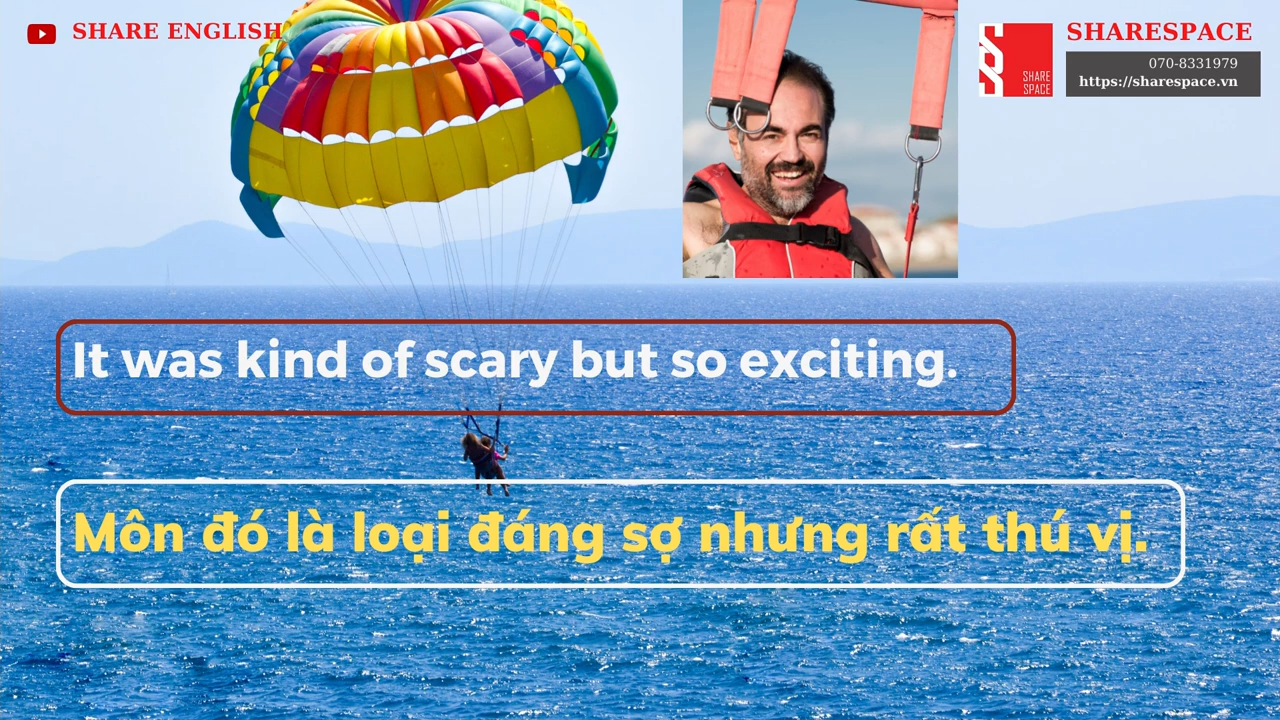 SHARE ENGLISH
SHARE SPACE
SHARESPACE
070-8331979
https://sharespace.vn
It was kind of scary but so exciting.
Môn đó là loại đáng sợ nhưng rất thú vị.